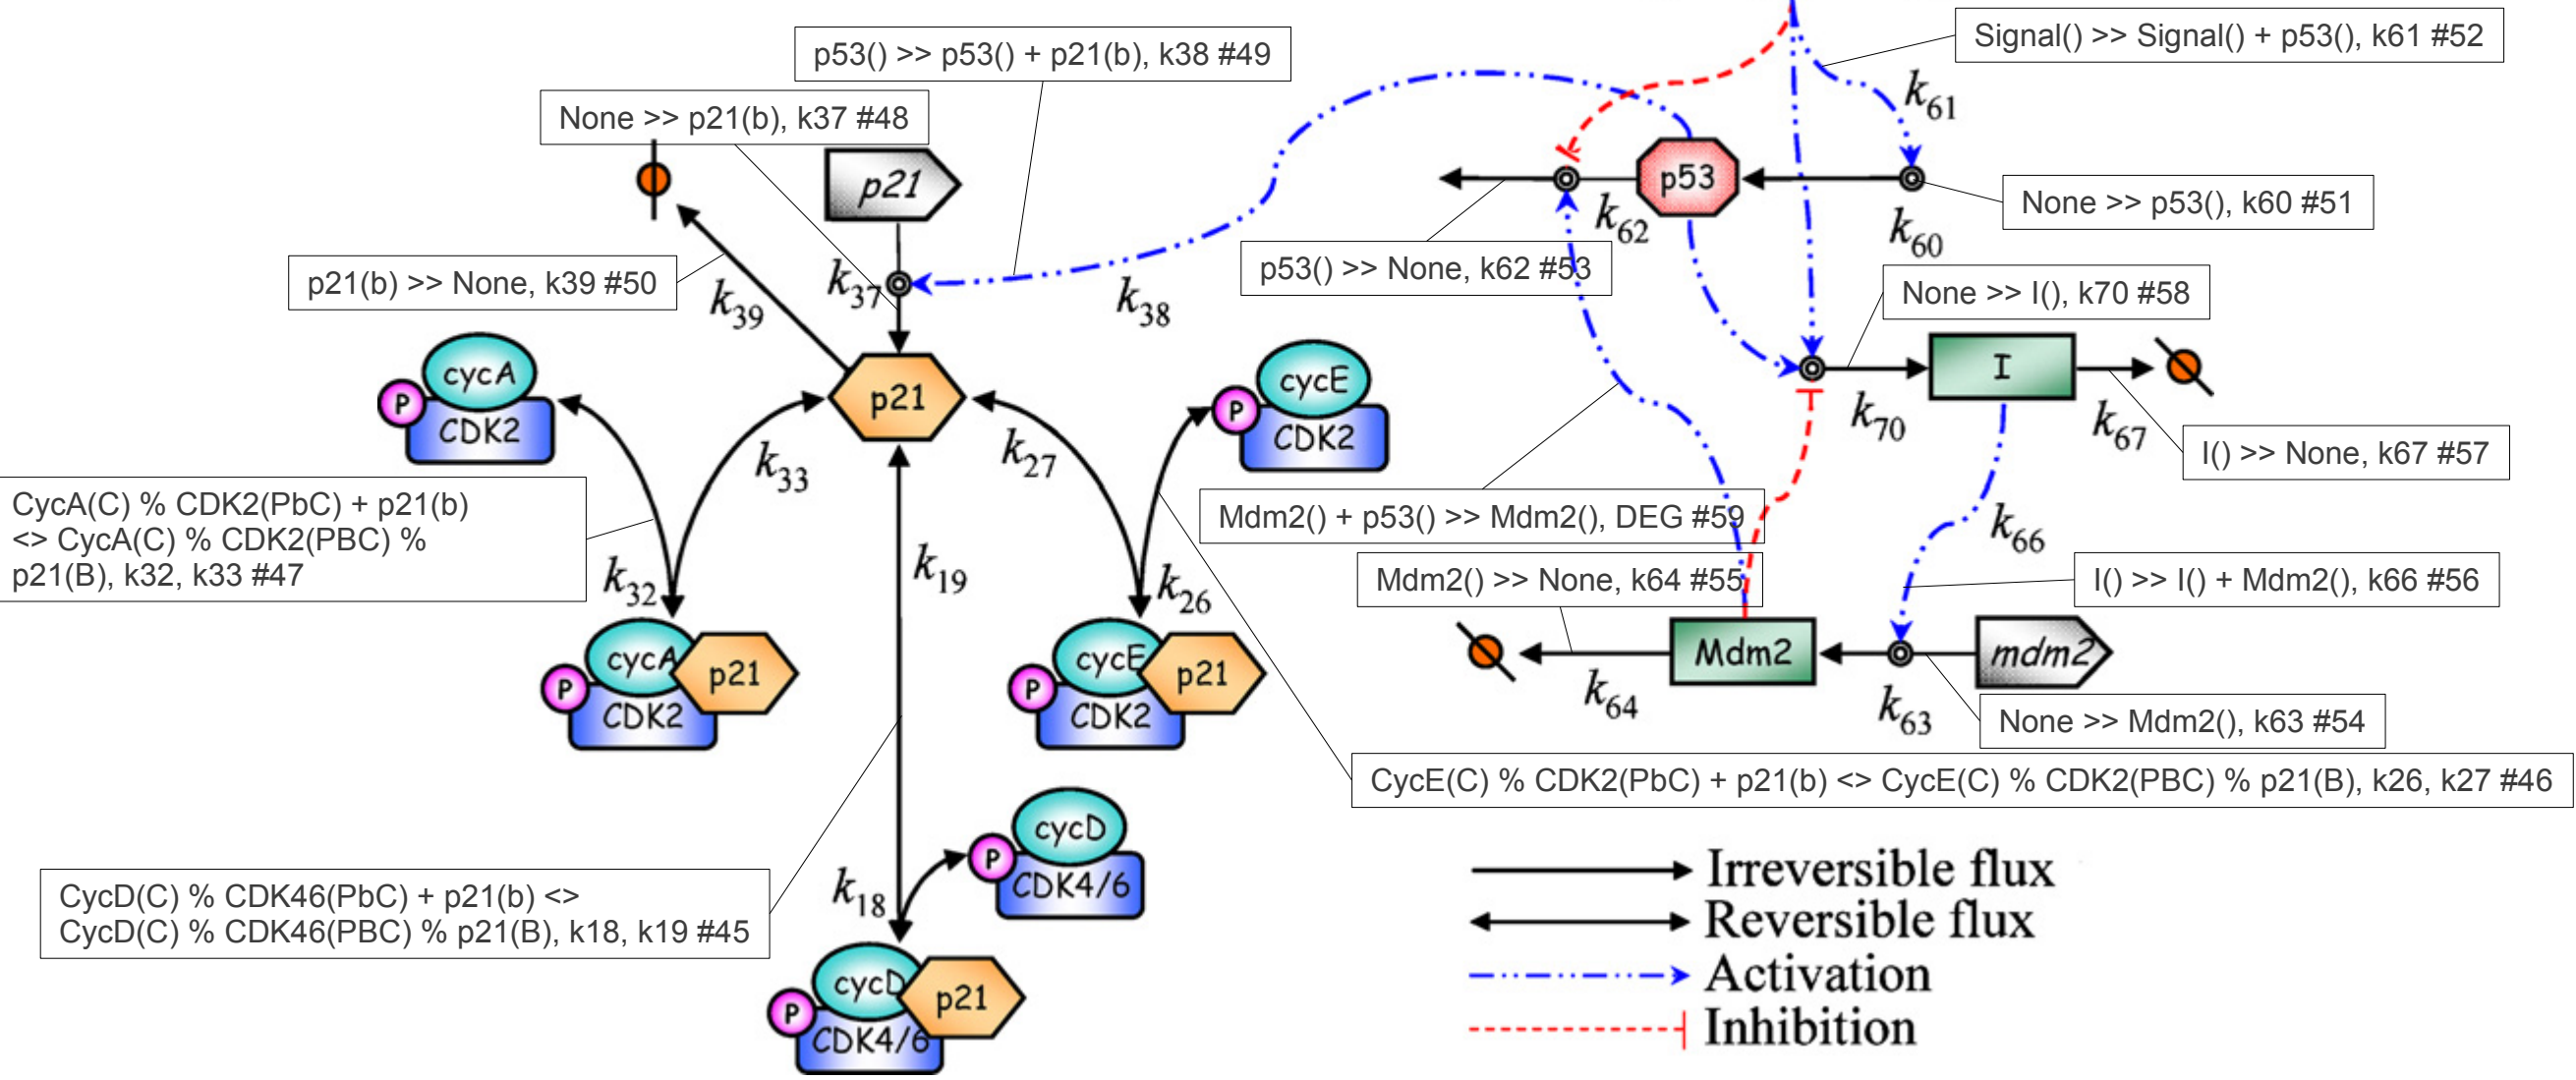 p53() >> p53() + p21(b), k38 #49
Signal() >> Signal() + p53(), k61 #52
None >> p21(b), k37 #48
k61
p21
p53
None >> p53(), k60 #51
k62
k60
p53() >> None, k62 #53
p21(b) >> None, k39 #50
k39
k37
k38
None >> I(), k70 #58
cycA
P
CDK2
p21
cycE
P
CDK2
I
k70
k67
k33
k27
I() >> None, k67 #57
CycA(C) % CDK2(PbC) + p21(b)
<> CycA(C) % CDK2(PBC) %
p21(B), k32, k33 #47
Mdm2() + p53() >> Mdm2(), DEG #59
k66
k32
k19
k26
Mdm2() >> None, k64 #55
I() >> I() + Mdm2(), k66 #56
cycA
p21
P
CDK2
cycE
p21
P
CDK2
Mdm2
mdm2
k64
k63
None >> Mdm2(), k63 #54
CycE(C) % CDK2(PbC) + p21(b) <> CycE(C) % CDK2(PBC) % p21(B), k26, k27 #46
cycD
P
CDK4/6
k18
CycD(C) % CDK46(PbC) + p21(b) <>
CycD(C) % CDK46(PBC) % p21(B), k18, k19 #45
cycD
p21
P
CDK4/6
Irreversible flux
Reversible flux
Activation
Inhibition